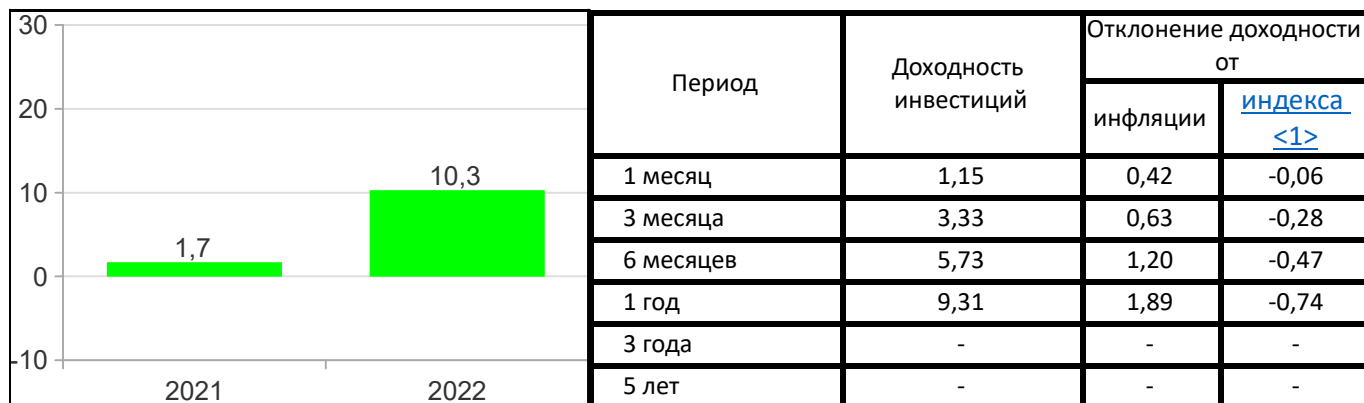 30
20
10
0
-10
1,7
10,3
2021
2022
Период
Доходность
инвестиций
Отклонение доходности
от
инфляции
индекса
<1>
1 месяц 1,15 0,42 -0,06
3 месяца 3,33 0,63 -0,28
6 месяцев 5,73 1,20 -0,47
1 год 9,31 1,89 -0,74
3 года - - -
5 лет - - -